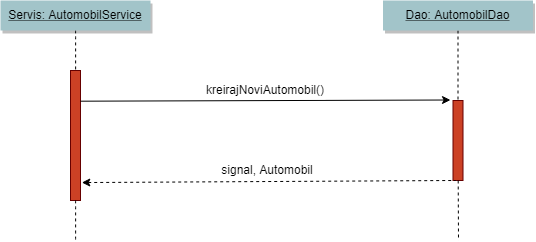 Servis: AutomobilService
Dao: AutomobilDao
kreirajNoviAutomobil()
signal, Automobil